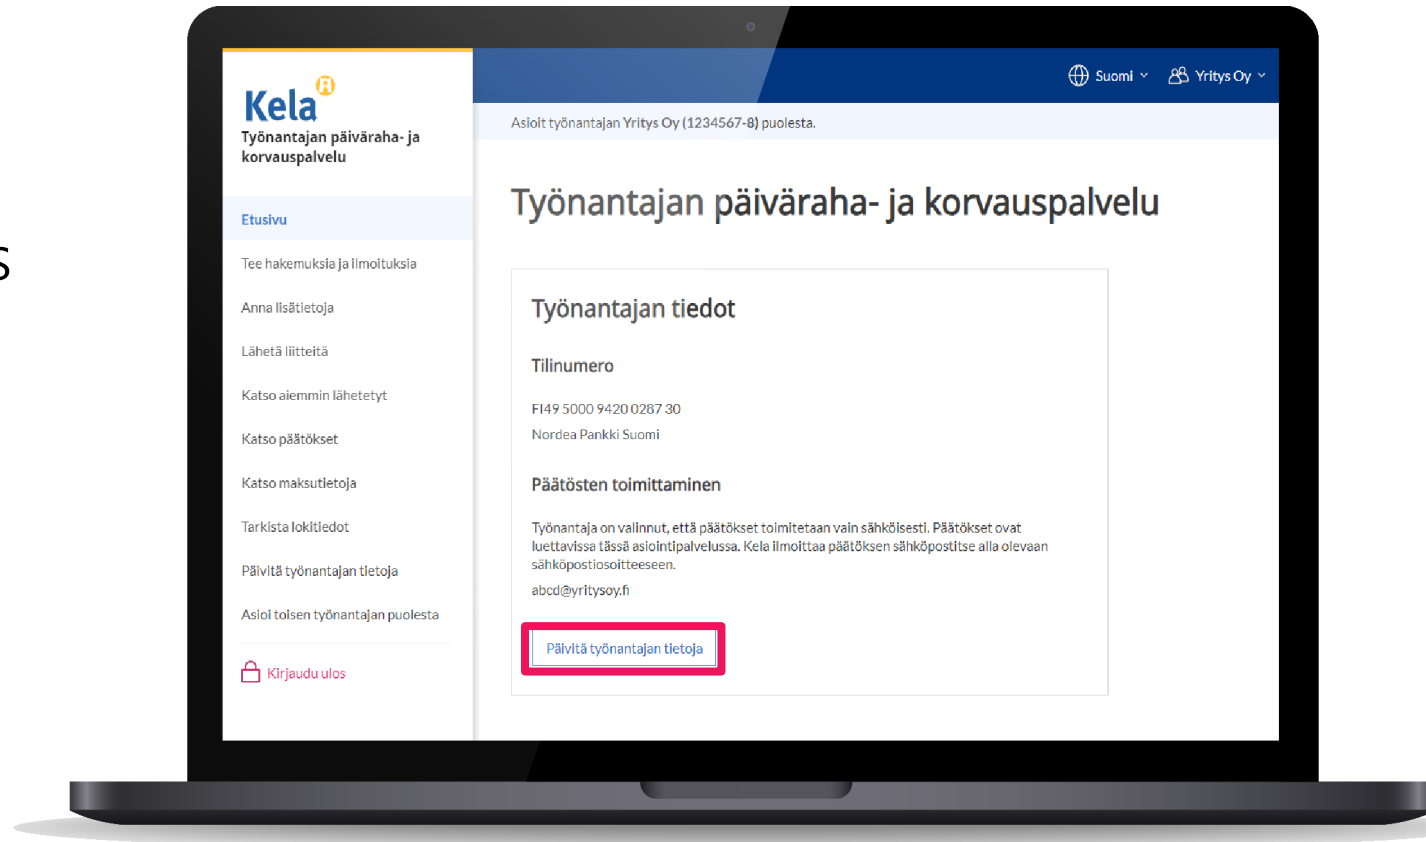 S
Kela
Työnantajan päiväraha- ja
korvauspalvelu
Etusivu
Tee hakemuksia ja ilmoituksia
Anna lisätietoja
Lähetä liitteitä
Katso aiemmin lähetetyt
Katso päätökset
Katso maksutietoja
Tarkista lokitiedot
Päivitä työnantajan tietoja
Asioi toisen työnantajan puolesta
Kirjaudu ulos
Suomi
Yritys Oy
Asioit työnantajan Yritys Oy (1234567-8) puolesta.
Työnantajan päiväraha- ja korvauspalvelu
Työnantajan tiedot
Tilinumero
FI49 5000 9420 0287 30
Nordea Pankki Suomi
Päätösten toimittaminen
Työnantaja on valinnut, että päätökset toimitetaan vain sähköisesti. Päätökset ovat
luettavissa tässä asiointipalvelussa. Kela ilmoittaa päätöksen sähköpostitse alla olevaan
sähköpostiosoitteeseen.
abcd@yritysoy.fi
Päivitä työnantajan tietoja